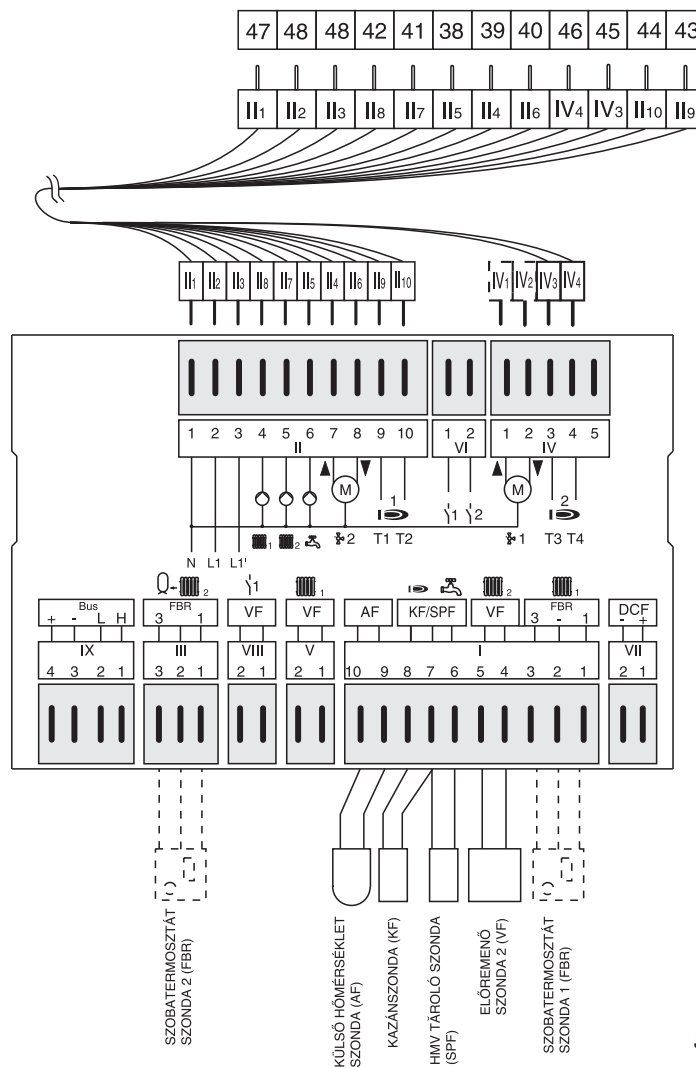 47 48 48 42 41 38 39 40 46 45 44 43
II1 II2 II3 II8 II7 II5 II4 II6 IV4 IV3 II10 II9
II1 II2 II3 II8 II7 II5 II4 II6 II9 II10 IV1 IV2 IV3 IV4
1 2 3 4 5 6 7 8 9 10 1 2 1 2 3 4 5
II VI IV
M M
1 2
1 2 2 T1 T2 1 2 1 T3 T4
N L1 L1'
2 1 1 2 1
Bus FBR VF VF AF KF/SPF VF FBR DCF
+ - L H 3 1 3 - 1 - +
IX III VIII V I VII
4 3 2 1 3 2 1 2 1 2 1 10 9 8 7 6 5 4 3 2 1 2 1
SZOBATERMOSZTÁT
SZONDA 2 (FBR)
KÜLSŐ HŐMÉRSÉKLET
SZONDA (AF)
KAZÁNSZONDA (KF)
HMV TÁROLÓ SZONDA
(SPF)
ELŐREMENŐ
SZONDA 2 (VF)
SZOBATERMOSZTÁT
SZONDA 1 (FBR)